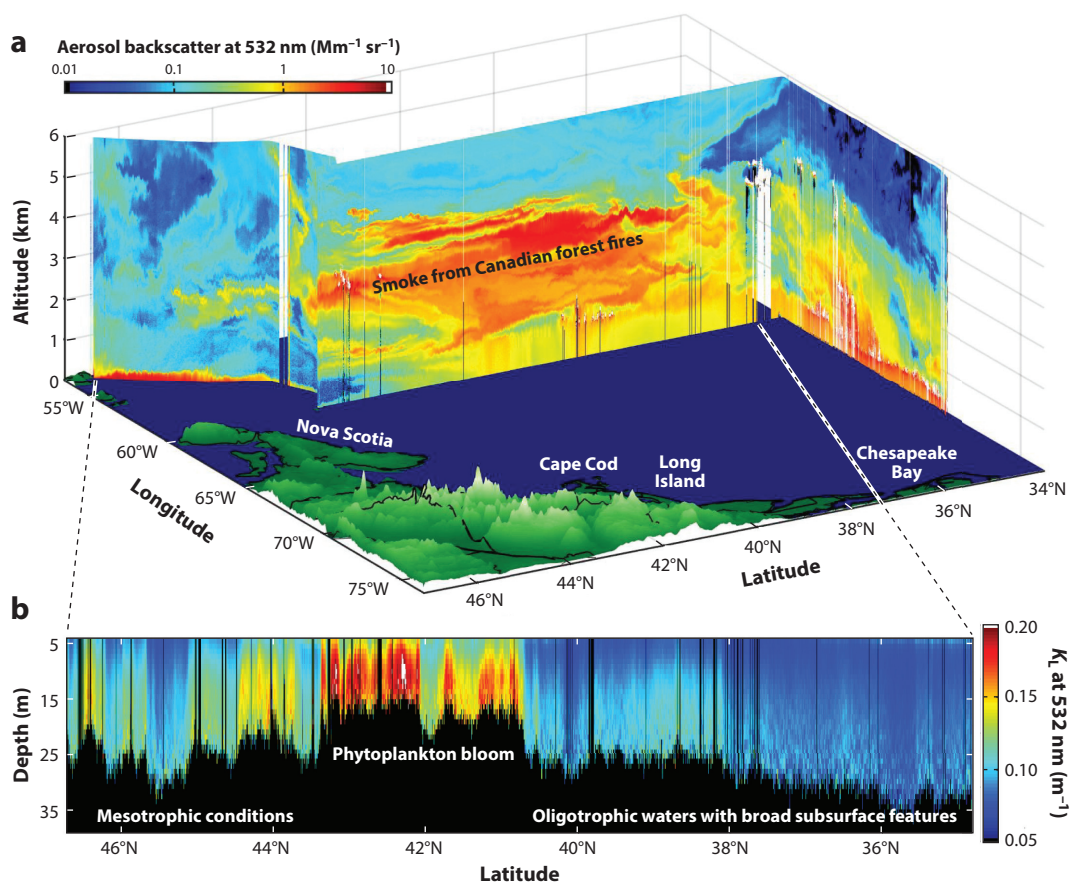 a
Aerosol backscatter at 532 nm (Mm⁻¹ sr⁻¹)
0.01 0.1 1 10
Altitude (km)
6
5
4
3
2
1
0
Smoke from Canadian forest fires
55°W
60°W
65°W
70°W
75°W
Longitude
Nova Scotia
Cape Cod
Long
Island
Chesapeake
Bay
46°N
44°N
42°N
40°N
38°N
36°N
34°N
Latitude
b
Depth (m)
5
15
25
35
Phytoplankton bloom
Mesotrophic conditions
Oligotrophic waters with broad subsurface features
46°N 44°N 42°N 40°N 38°N 36°N
Latitude
0.20
0.15
0.10
0.05
K_L at 532 nm (m⁻¹)